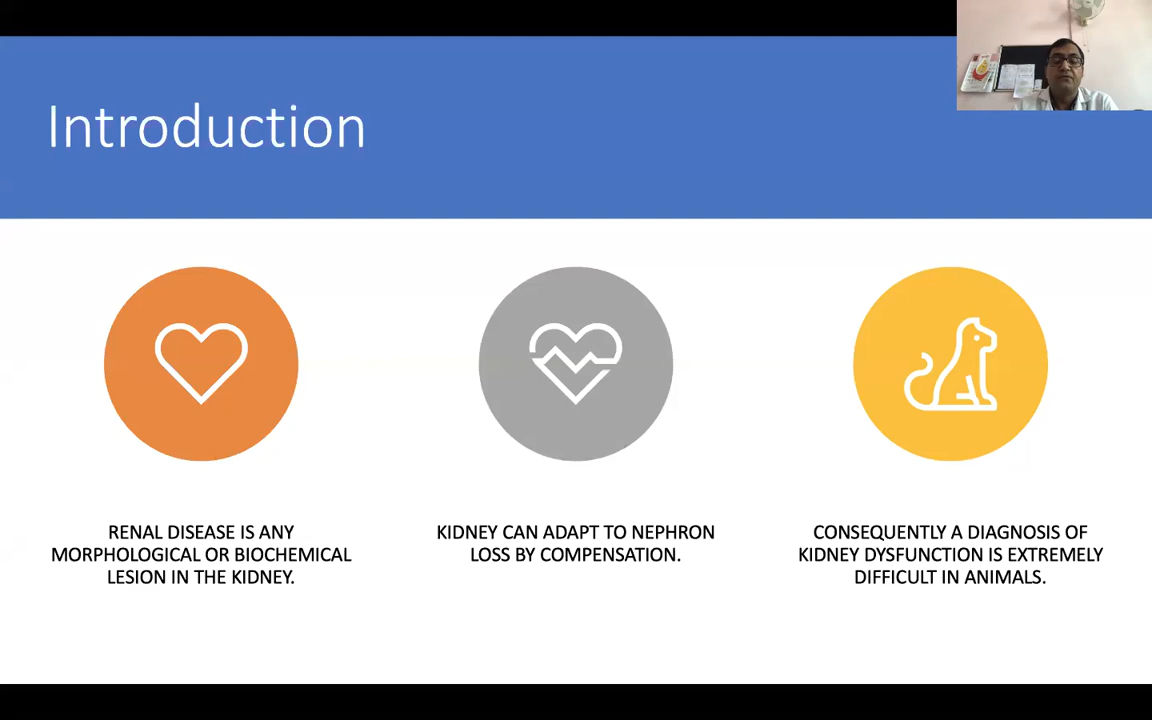 Introduction
RENAL DISEASE IS ANY
MORPHOLOGICAL OR BIOCHEMICAL
LESION IN THE KIDNEY.
KIDNEY CAN ADAPT TO NEPHRON
LOSS BY COMPENSATION.
CONSEQUENTLY A DIAGNOSIS OF
KIDNEY DYSFUNCTION IS EXTREMELY
DIFFICULT IN ANIMALS.